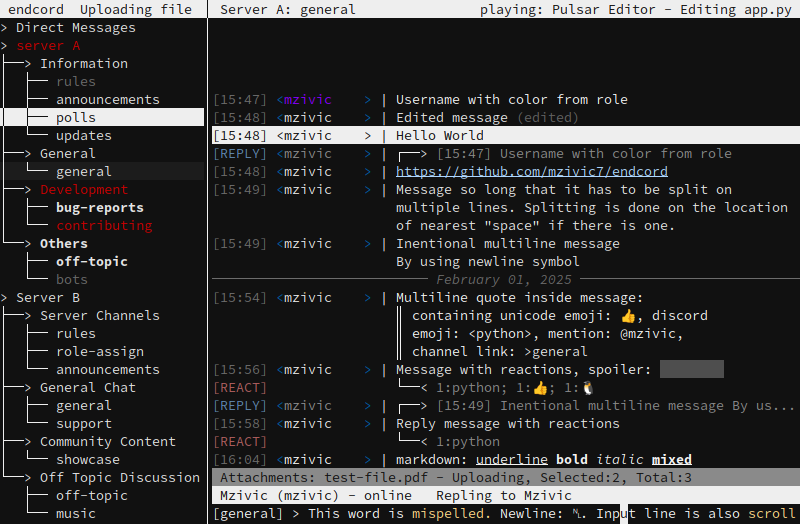 endcord  Uploading file
> Direct Messages
> server A
> Information
rules
announcements
polls
updates
> General
general
> Development
bug-reports
contributing
> Others
off-topic
bots
> Server B
> Server Channels
rules
role-assign
announcements
> General Chat
general
support
> Community Content
showcase
> Off Topic Discussion
off-topic
music
Server A: general playing: Pulsar Editor - Editing app.py
[15:47] <mzivic > | Username with color from role
[15:48] <mzivic > | Edited message (edited)
[15:48] <mzivic > | Hello World
[REPLY] <mzivic > | ┌──> [15:47] Username with color from role
[15:48] <mzivic > | https://github.com/mzivic7/endcord
[15:49] <mzivic > | Message so long that it has to be split on
multiple lines. Splitting is done on the location
of nearest "space" if there is one.
[15:49] <mzivic > | Inentional multiline message
By using newline symbol
February 01, 2025
[15:54] <mzivic > | Multiline quote inside message:
containing unicode emoji: 👍, discord
emoji: <python>, mention: @mzivic,
channel link: >general
[15:56] <mzivic > | Message with reactions, spoiler:
[REACT] └──< 1:python; 1:👍; 1:🐧
[REPLY] <mzivic > | ┌──> [15:49] Inentional multiline message By us...
[15:58] <mzivic > | Reply message with reactions
[REACT] └──< 1:python
[16:04] <mzivic > | markdown: underline bold italic mixed
Attachments: test-file.pdf - Uploading, Selected:2, Total:3
Mzivic (mzivic) - online   Repling to Mzivic
[general] > This word is mispelled. Newline: ␤. Input line is also scroll